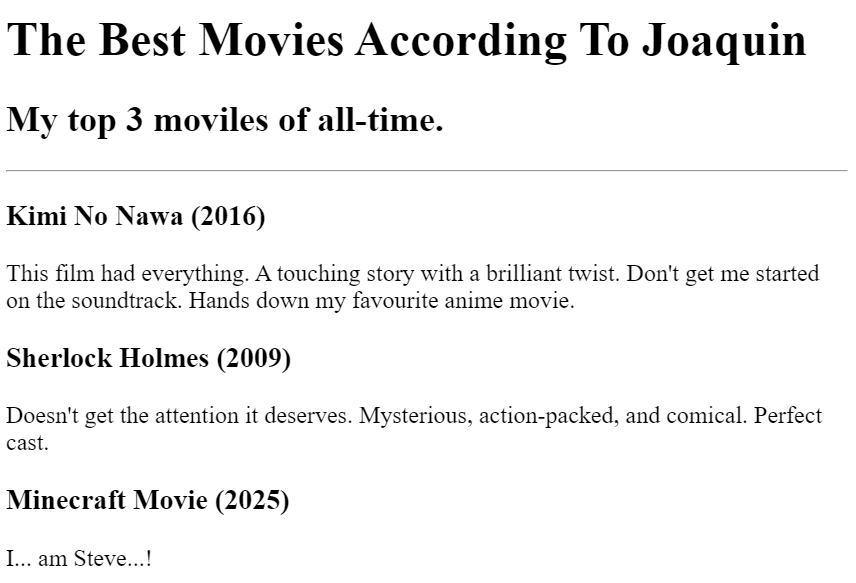 The Best Movies According To Joaquin
My top 3 moviles of all-time.
Kimi No Nawa (2016)
This film had everything. A touching story with a brilliant twist. Don't get me started
on the soundtrack. Hands down my favourite anime movie.
Sherlock Holmes (2009)
Doesn't get the attention it deserves. Mysterious, action-packed, and comical. Perfect
cast.
Minecraft Movie (2025)
I... am Steve...!